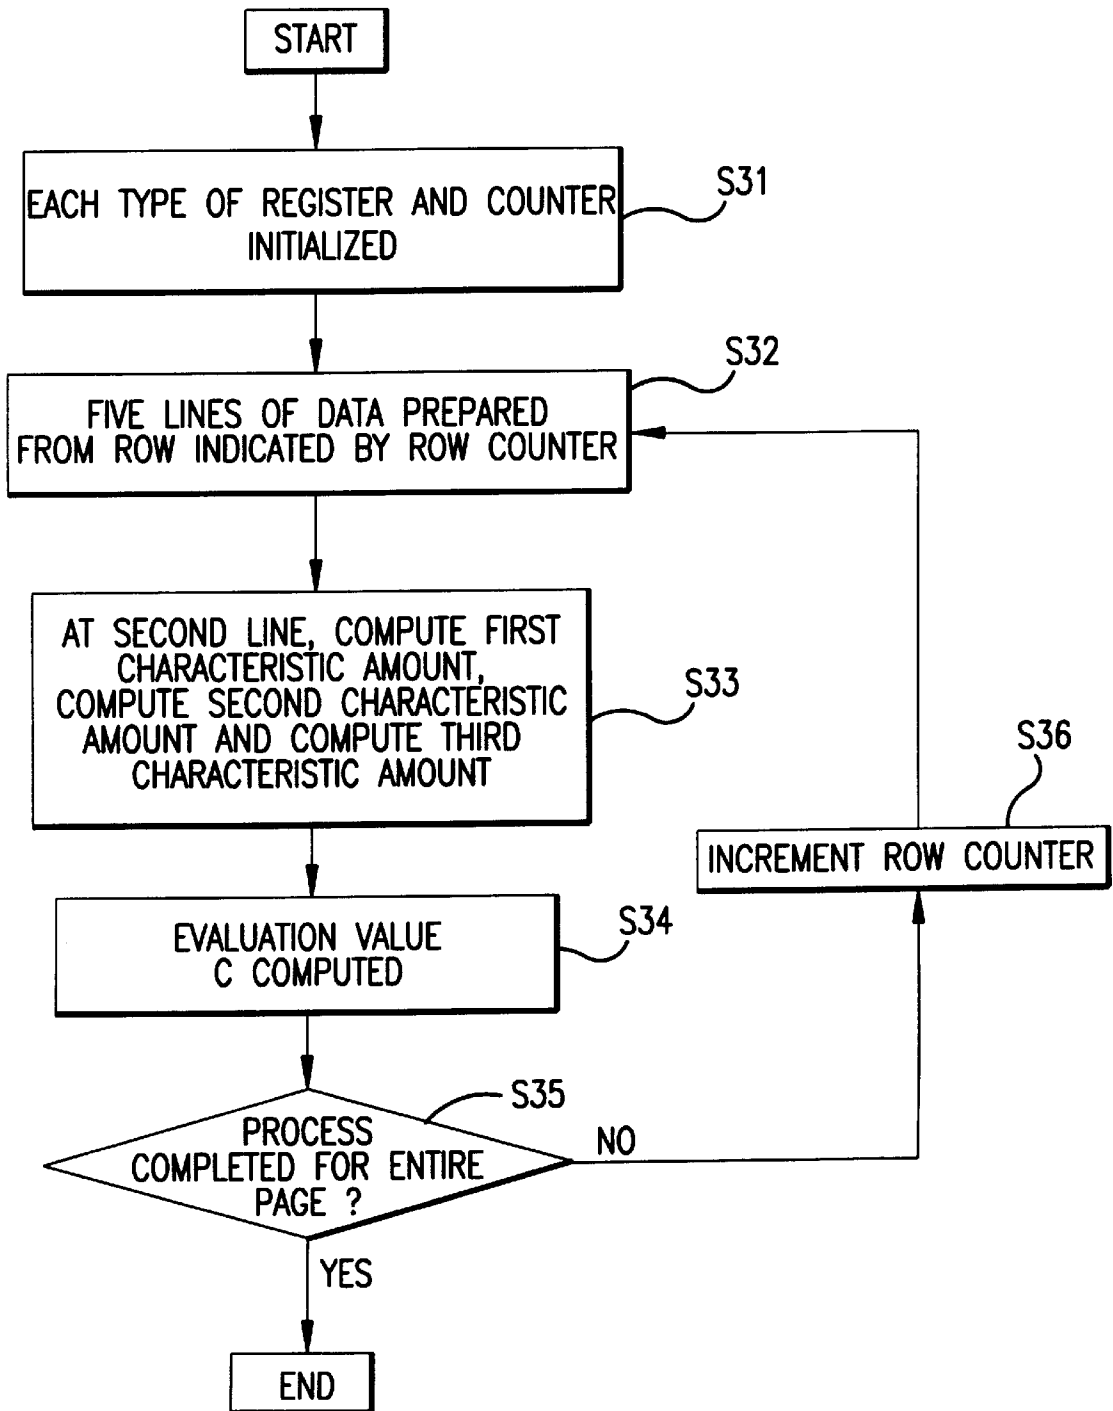 START
EACH TYPE OF REGISTER AND COUNTER
INITIALIZED
S31
FIVE LINES OF DATA PREPARED
FROM ROW INDICATED BY ROW COUNTER
S32
AT SECOND LINE, COMPUTE FIRST
CHARACTERISTIC AMOUNT,
COMPUTE SECOND CHARACTERISTIC
AMOUNT AND COMPUTE THIRD
CHARACTERISTIC AMOUNT
S33
EVALUATION VALUE
C COMPUTED
S34
PROCESS
COMPLETED FOR ENTIRE
PAGE ?
S35
NO
INCREMENT ROW COUNTER
S36
YES
END